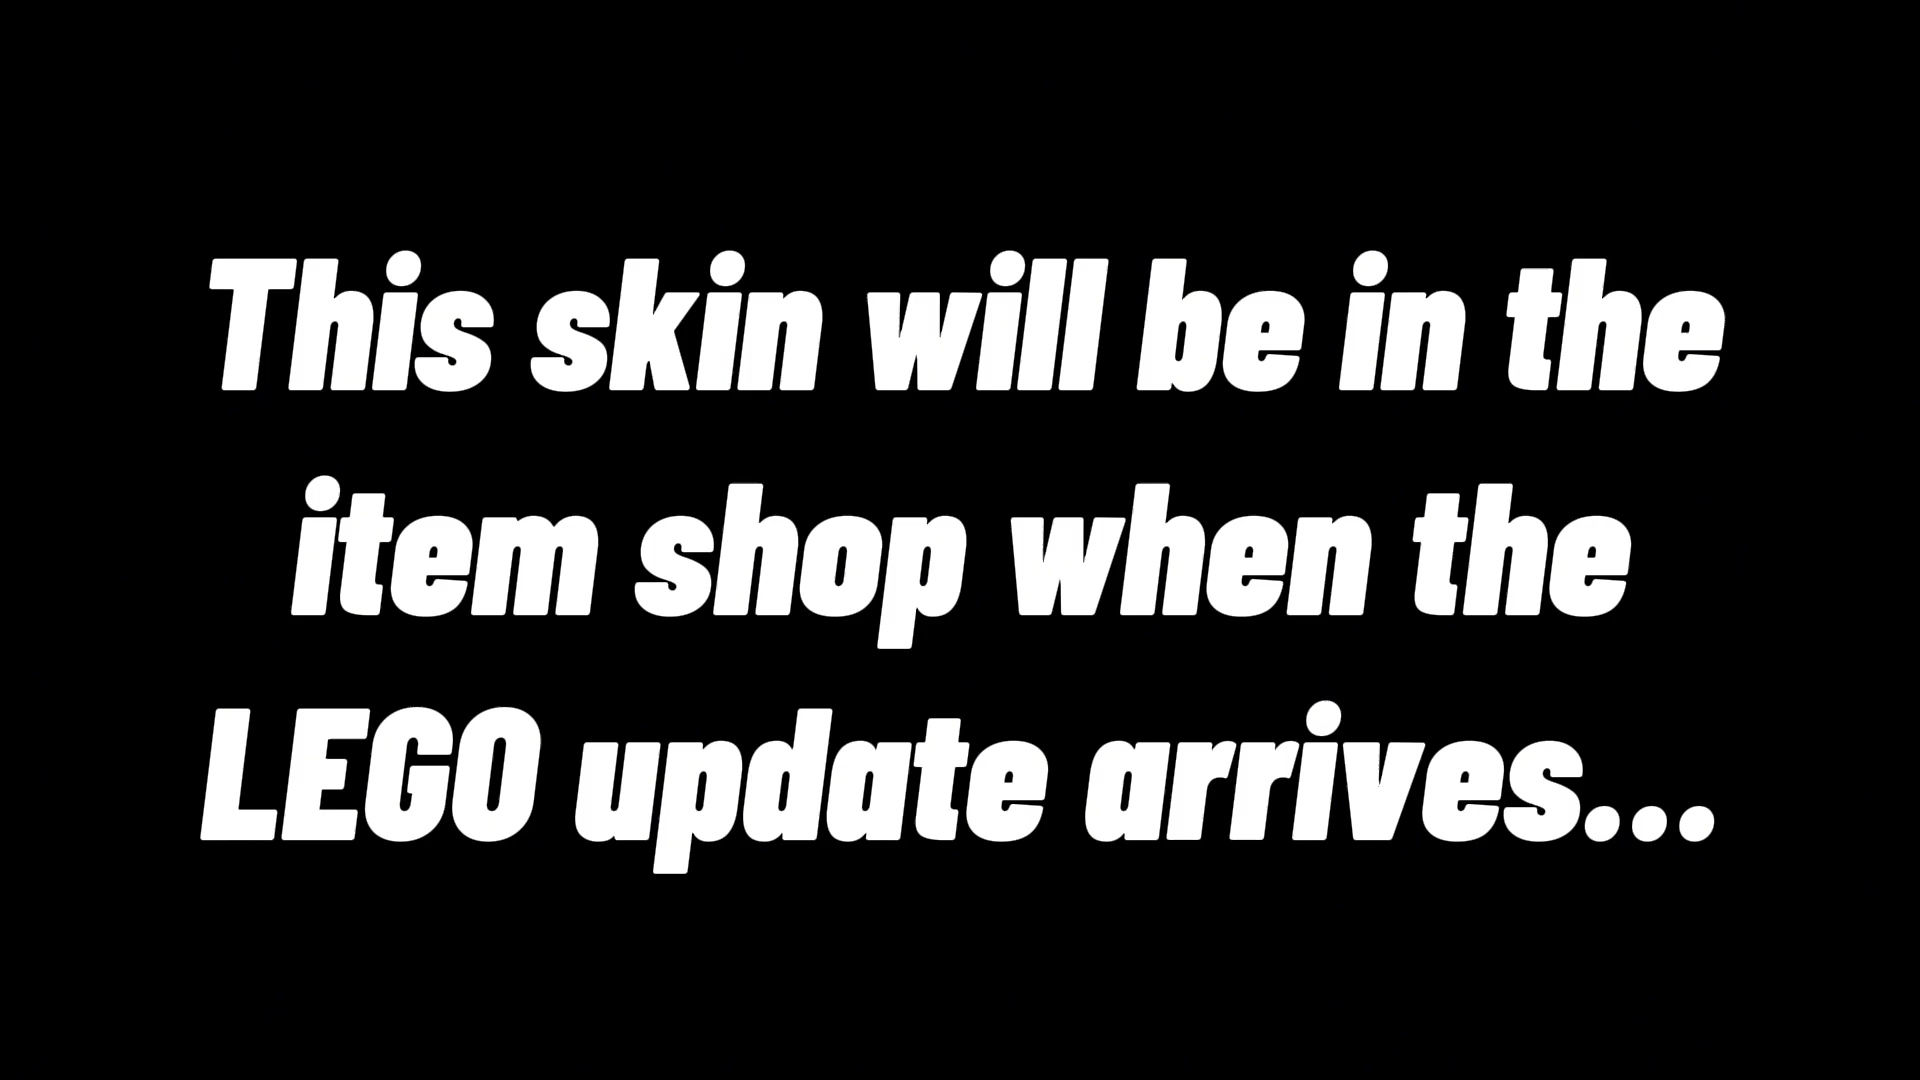 This skin will be in the
item shop when the
LEGO update arrives...